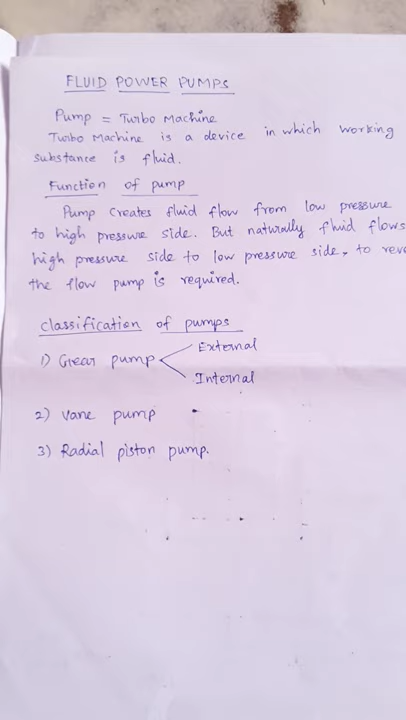 FLUID POWER PUMPS
Pump = Turbo Machine
Turbo Machine is a device in which working
substance is fluid.
Function of pump
Pump creates fluid flow from low pressure
to high pressure side. But naturally fluid flows
high pressure side to low pressure side, to reve
the flow pump is required.
classification of pumps
1) Gear pump
External
Internal
2) Vane pump
3) Radial piston pump.